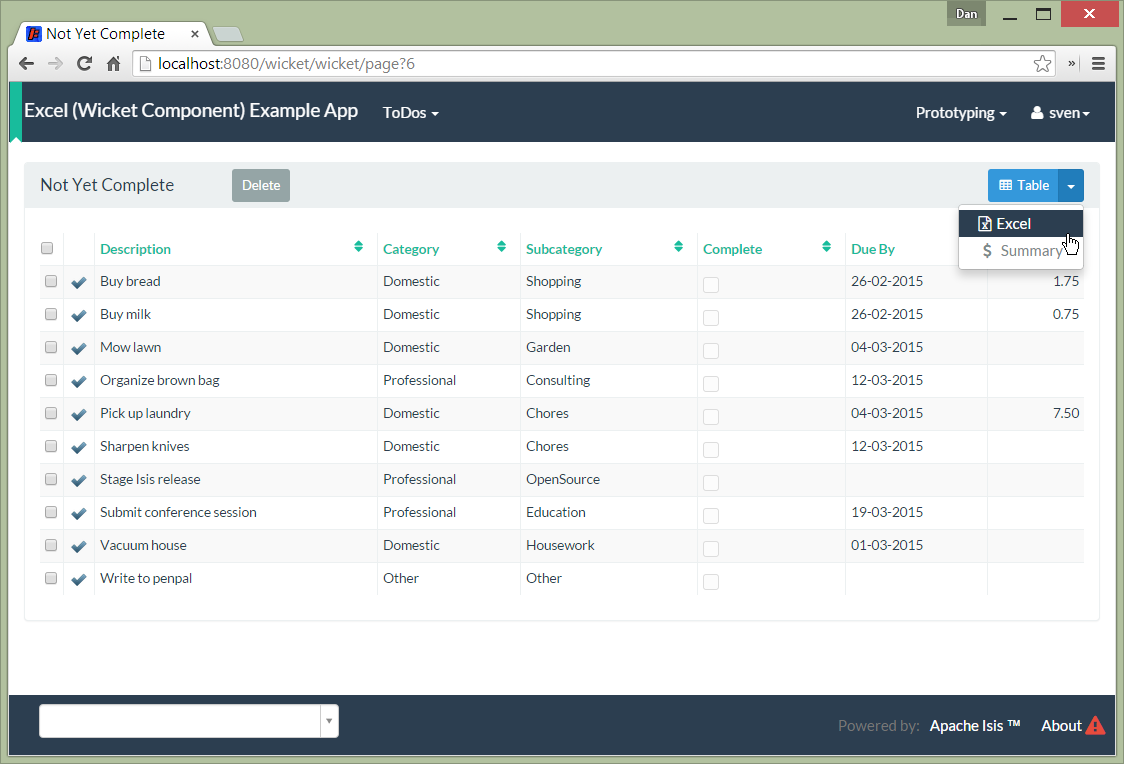 Dan
Not Yet Complete
localhost:8080/wicket/wicket/page?6
Excel (Wicket Component) Example App ToDos Prototyping sven
Not Yet Complete Delete Table
Excel
$ Summary
Description Category Subcategory Complete Due By
Buy bread Domestic Shopping 26-02-2015 1.75
Buy milk Domestic Shopping 26-02-2015 0.75
Mow lawn Domestic Garden 04-03-2015
Organize brown bag Professional Consulting 12-03-2015
Pick up laundry Domestic Chores 04-03-2015 7.50
Sharpen knives Domestic Chores 12-03-2015
Stage Isis release Professional OpenSource
Submit conference session Professional Education 19-03-2015
Vacuum house Domestic Housework 01-03-2015
Write to penpal Other Other
Powered by: Apache Isis ™ About